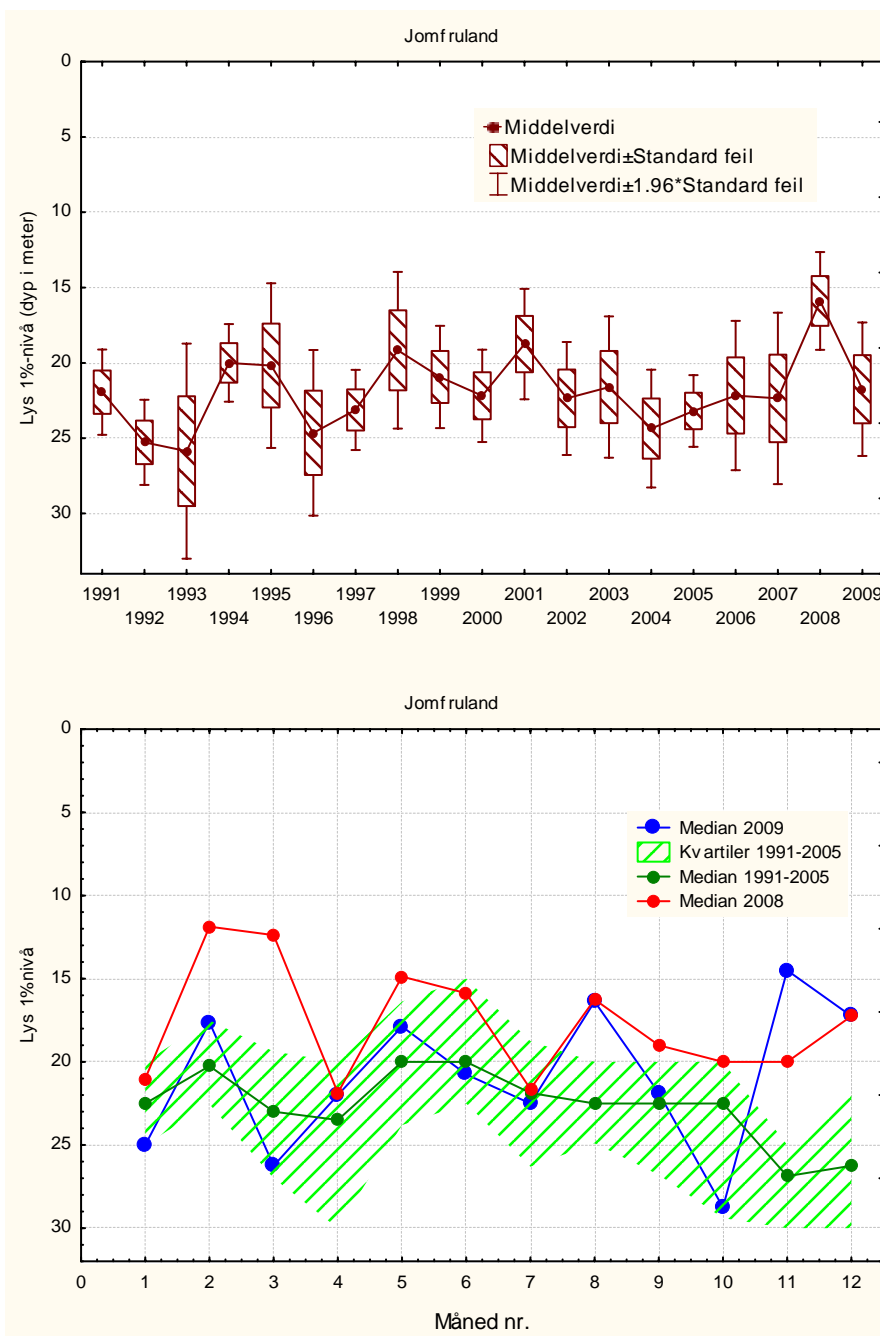 Jomfruland
0
5
10
15
20
25
30
Lys 1%-nivå (dyp i meter)
Middelverdi
Middelverdi±Standard feil
Middelverdi±1.96*Standard feil
1991 1993 1995 1997 1999 2001 2003 2005 2007 2009
1992 1994 1996 1998 2000 2002 2004 2006 2008
Jomfruland
0
5
10
15
20
25
30
Lys 1%nivå
Median 2009
Kvartiler 1991-2005
Median 1991-2005
Median 2008
0 1 2 3 4 5 6 7 8 9 10 11 12
Måned nr.